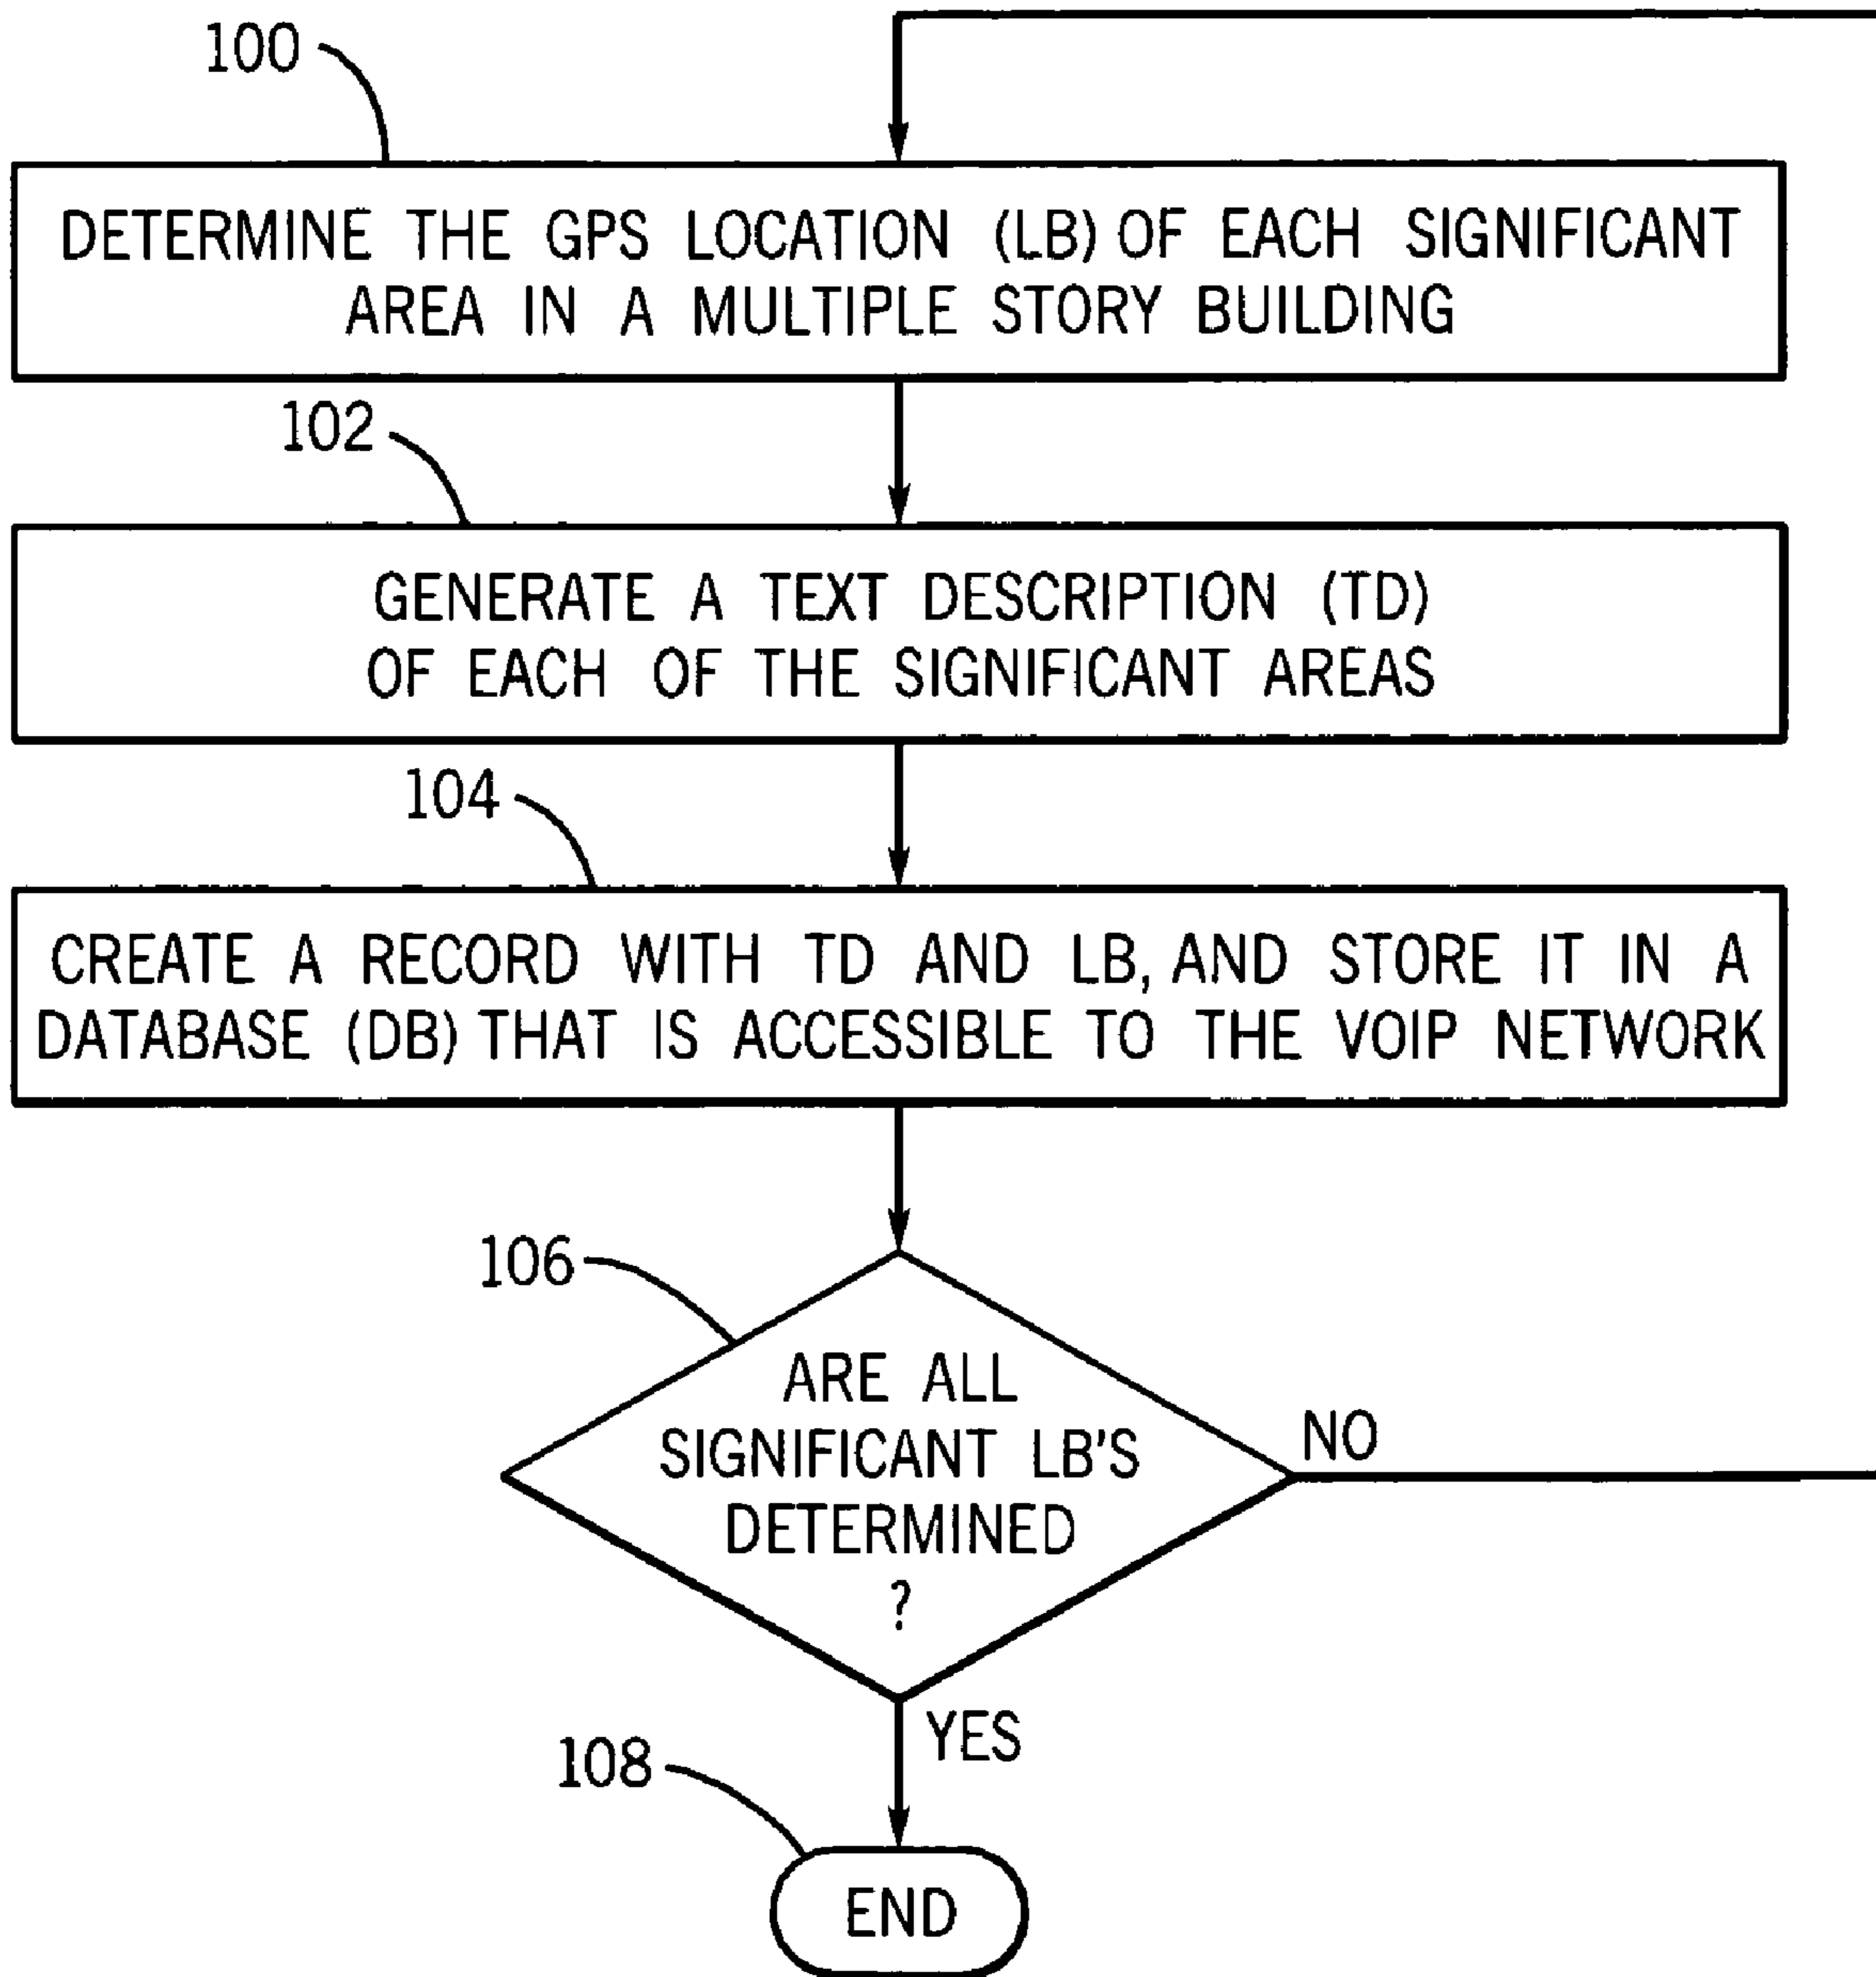 100
DETERMINE THE GPS LOCATION (LB) OF EACH SIGNIFICANT
AREA IN A MULTIPLE STORY BUILDING
102
GENERATE A TEXT DESCRIPTION (TD)
OF EACH OF THE SIGNIFICANT AREAS
104
CREATE A RECORD WITH TD AND LB, AND STORE IT IN A
DATABASE (DB) THAT IS ACCESSIBLE TO THE VOIP NETWORK
106
ARE ALL
SIGNIFICANT LB'S
DETERMINED
?
NO
YES
108
END